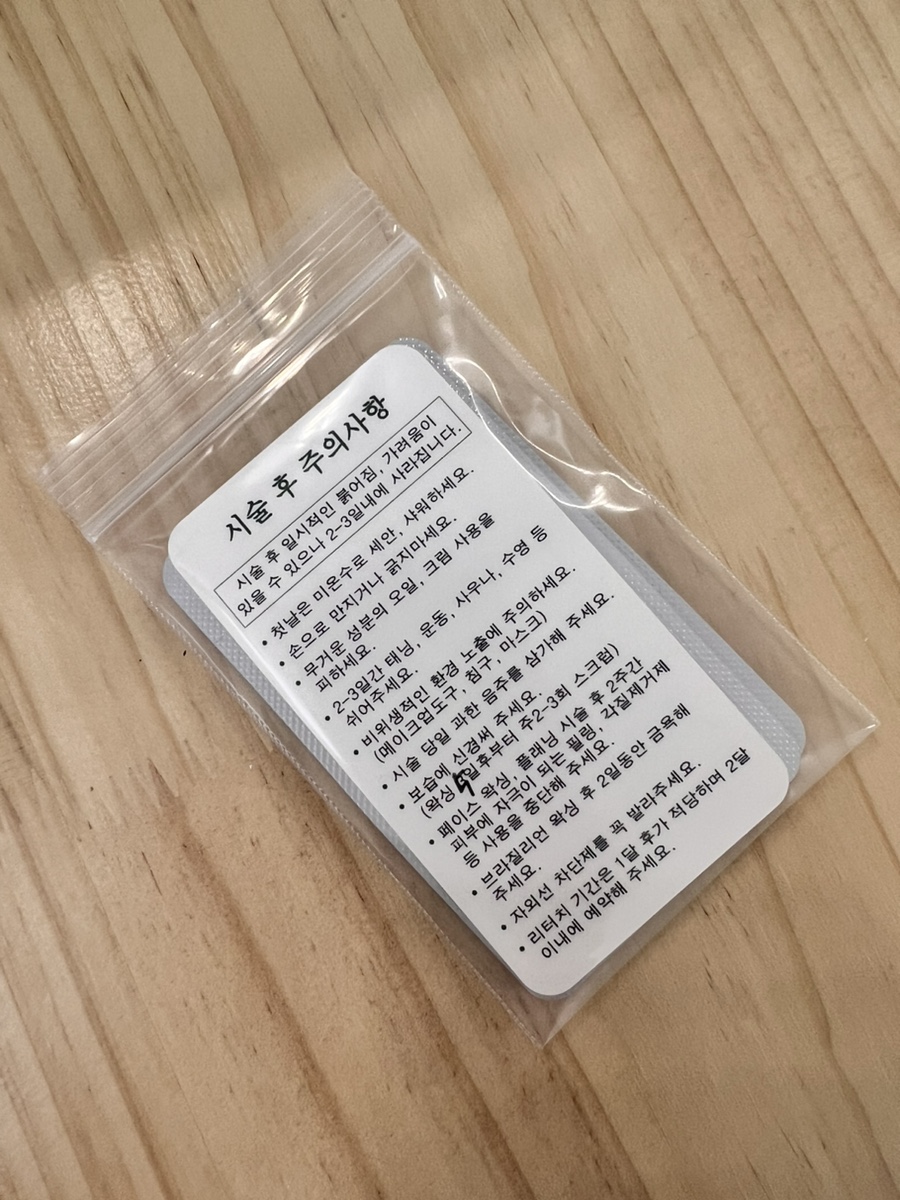 시술 후 주의사항
시술 후 일시적인 붉어짐, 가려움이
있을 수 있으나 2-3일내에 사라집니다.
• 첫날은 미온수로 세안, 샤워하세요.
손으로 만지거나 긁지마세요.
• 무거운 성분의 오일, 크림 사용을
피하세요.
• 2-3일간 태닝, 운동, 사우나, 수영 등
쉬어주세요.
• 비위생적인 환경 노출에 주의하세요.
(메이크업도구, 침구, 마스크)
• 시술 당일 과한 음주를 삼가해 주세요.
• 보습에 신경써 주세요.
(왁싱 일후부터 주2-3회 스크럽)
• 페이스 왁싱, 플래닝 시술 후 2주간
피부에 자극이 되는 필링, 각질제거제
등 사용을 중단해 주세요.
• 브라질리언 왁싱 후 2일동안 금욕해
주세요.
• 자외선 차단제를 꼭 발라주세요.
• 리터치 기간은 1달 후가 적당하며 2달
이내에 예약해 주세요.